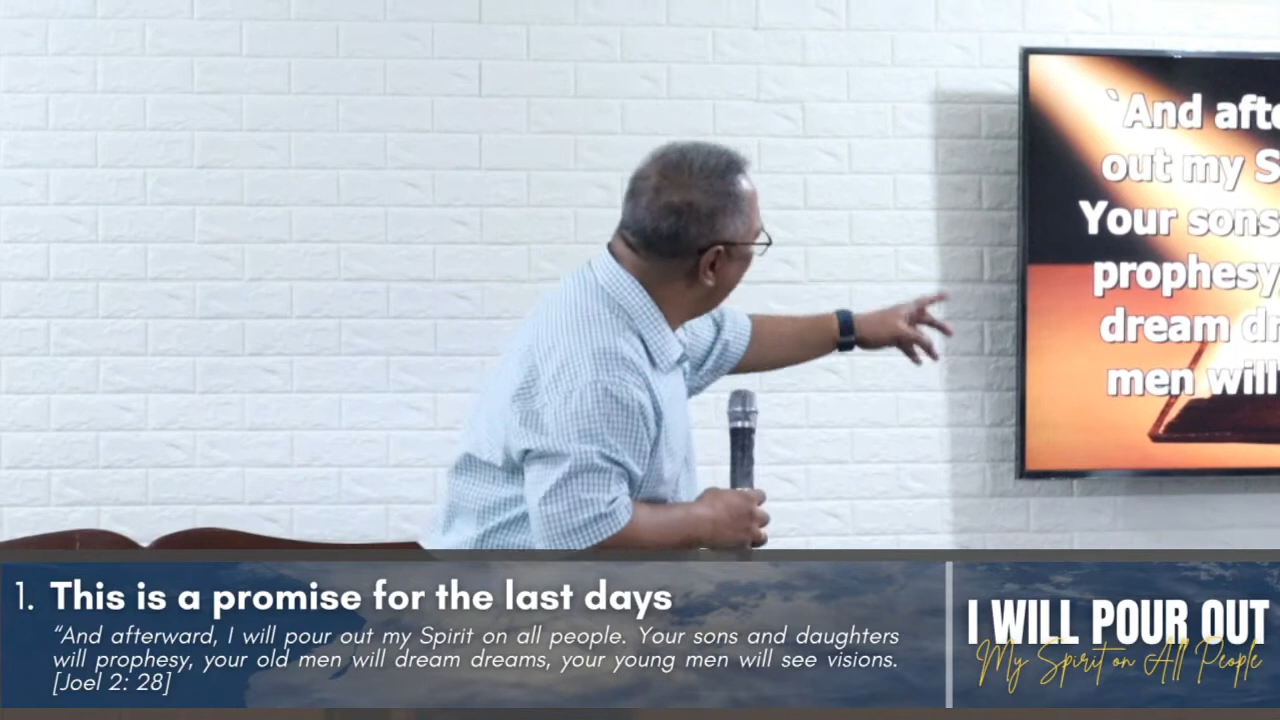 `And afte
out my S
Your sons
prophesy,
dream dr
men will
1. This is a promise for the last days
“And afterward, I will pour out my Spirit on all people. Your sons and daughters
will prophesy, your old men will dream dreams, your young men will see visions.
[Joel 2: 28]
I WILL POUR OUT
My Spirit on All People